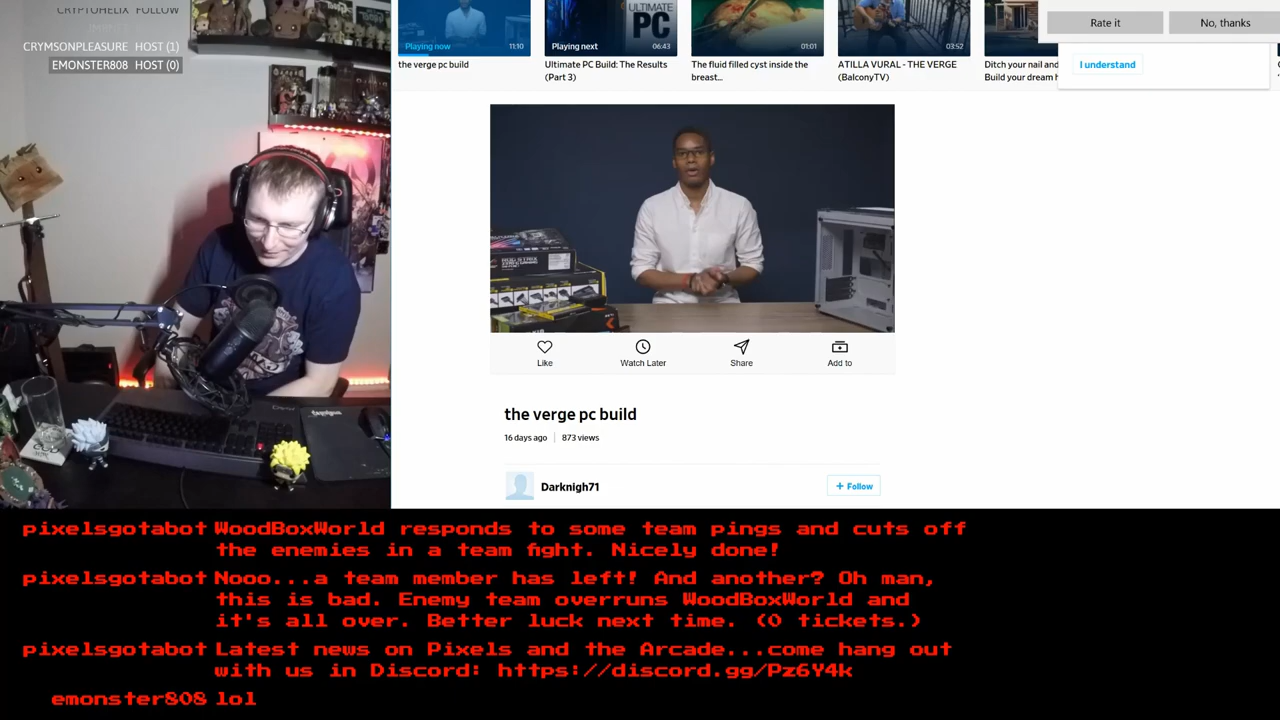 CRYPTOHELIX FOLLOW
CRYMSONPLEASURE HOST (1)
EMONSTER808 HOST (0)
Playing now
11:10
the verge pc build
ULTIMATE
PC
Playing next
06:43
Ultimate PC Build: The Results
(Part 3)
01:01
The fluid filled cyst inside the
breast...
03:52
ATILLA VURAL - THE VERGE
(BalconyTV)
Ditch your nail and
Build your dream h
Rate it
No, thanks
I understand
Like
Watch Later
Share
Add to
the verge pc build
16 days ago
873 views
Darknigh71
+ Follow
pixelsgotabot WoodBoxWorld responds to some team pings and cuts off
the enemies in a team fight. Nicely done!
pixelsgotabot Nooo...a team member has left! And another? Oh man,
this is bad. Enemy team overruns WoodBoxWorld and
it's all over. Better luck next time. (0 tickets.)
pixelsgotabot Latest news on Pixels and the Arcade...come hang out
with us in Discord: https://discord.gg/Pz6Y4k
emonster808 lol